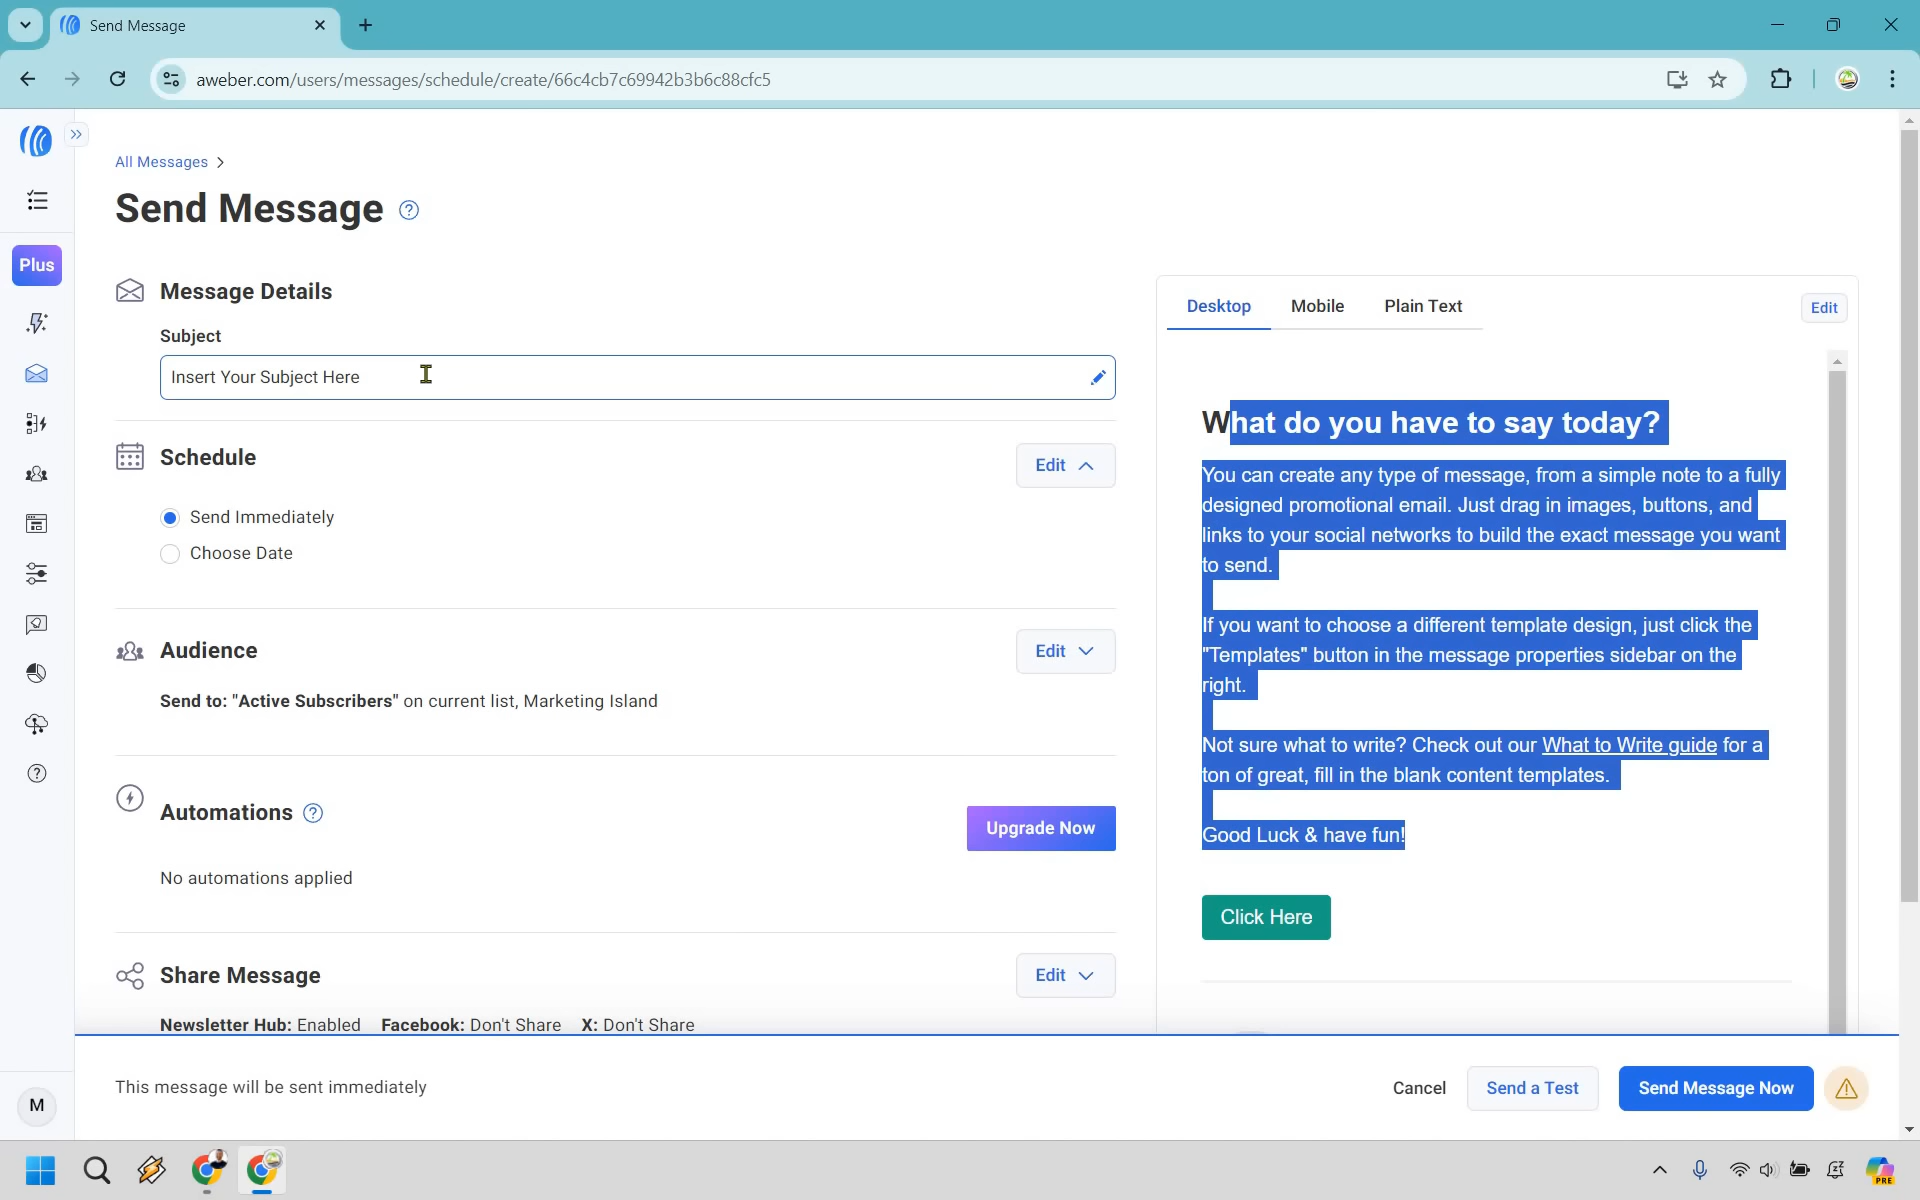 Send Message
aweber.com/users/messages/schedule/create/66c4cb7c69942b3b6c88cfc5
All Messages
Send Message
Plus
Message Details
Subject
Insert Your Subject Here
Schedule
Edit
Send Immediately
Choose Date
Audience
Edit
Send to: "Active Subscribers" on current list, Marketing Island
Automations
Upgrade Now
No automations applied
Share Message
Edit
Newsletter Hub: Enabled Facebook: Don't Share X: Don't Share
Desktop Mobile Plain Text
Edit
What do you have to say today?
You can create any type of message, from a simple note to a fully
designed promotional email. Just drag in images, buttons, and
links to your social networks to build the exact message you want
to send.
If you want to choose a different template design, just click the
"Templates" button in the message properties sidebar on the
right.
Not sure what to write? Check out our What to Write guide for a
ton of great, fill in the blank content templates.
Good Luck & have fun!
Click Here
This message will be sent immediately
Cancel
Send a Test
Send Message Now
M
PRE